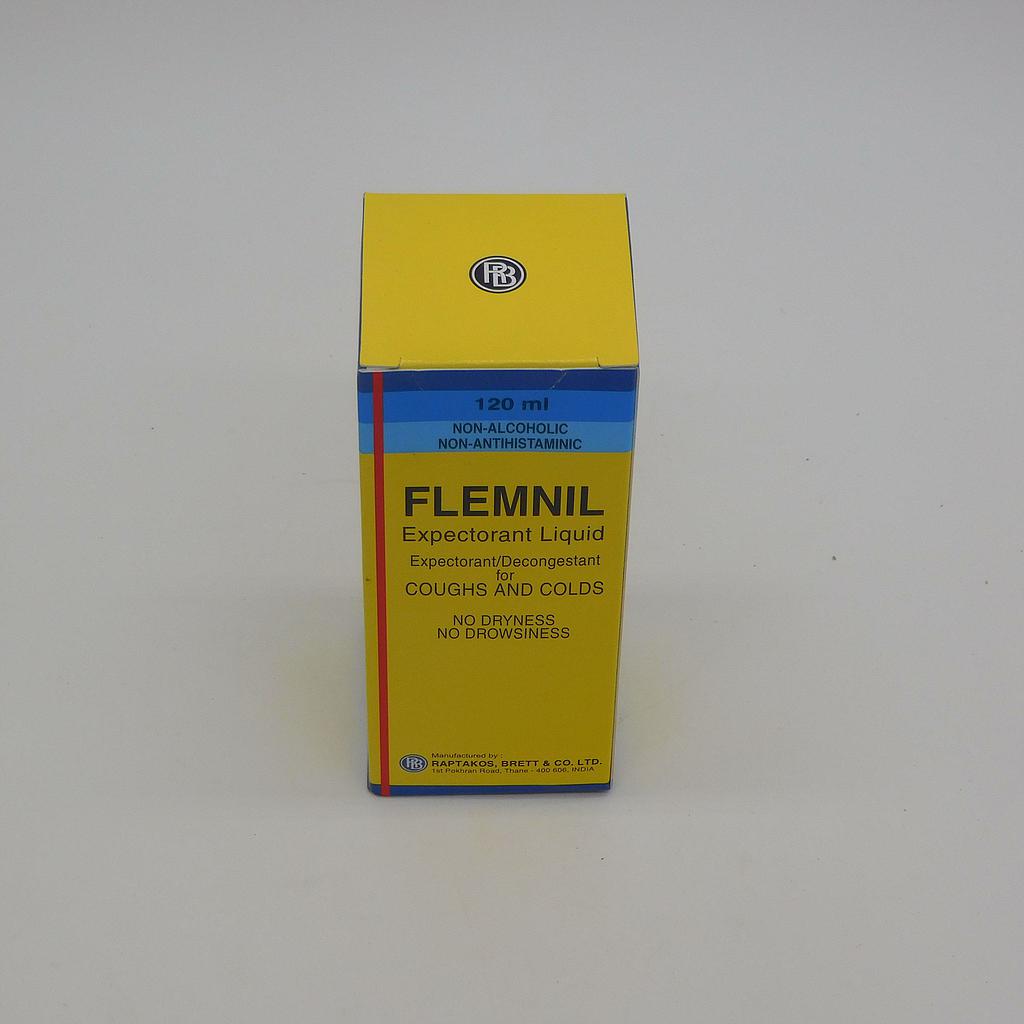 RB
120 ml
NON-ALCOHOLIC
NON-ANTIHISTAMINIC
FLEMNIL
Expectorant Liquid
Expectorant/Decongestant
for
COUGHS AND COLDS
NO DRYNESS
NO DROWSINESS
RB
Manufactured by :
RAPTAKOS, BRETT & CO. LTD.
1st Pokhran Road, Thane - 400 606, INDIA